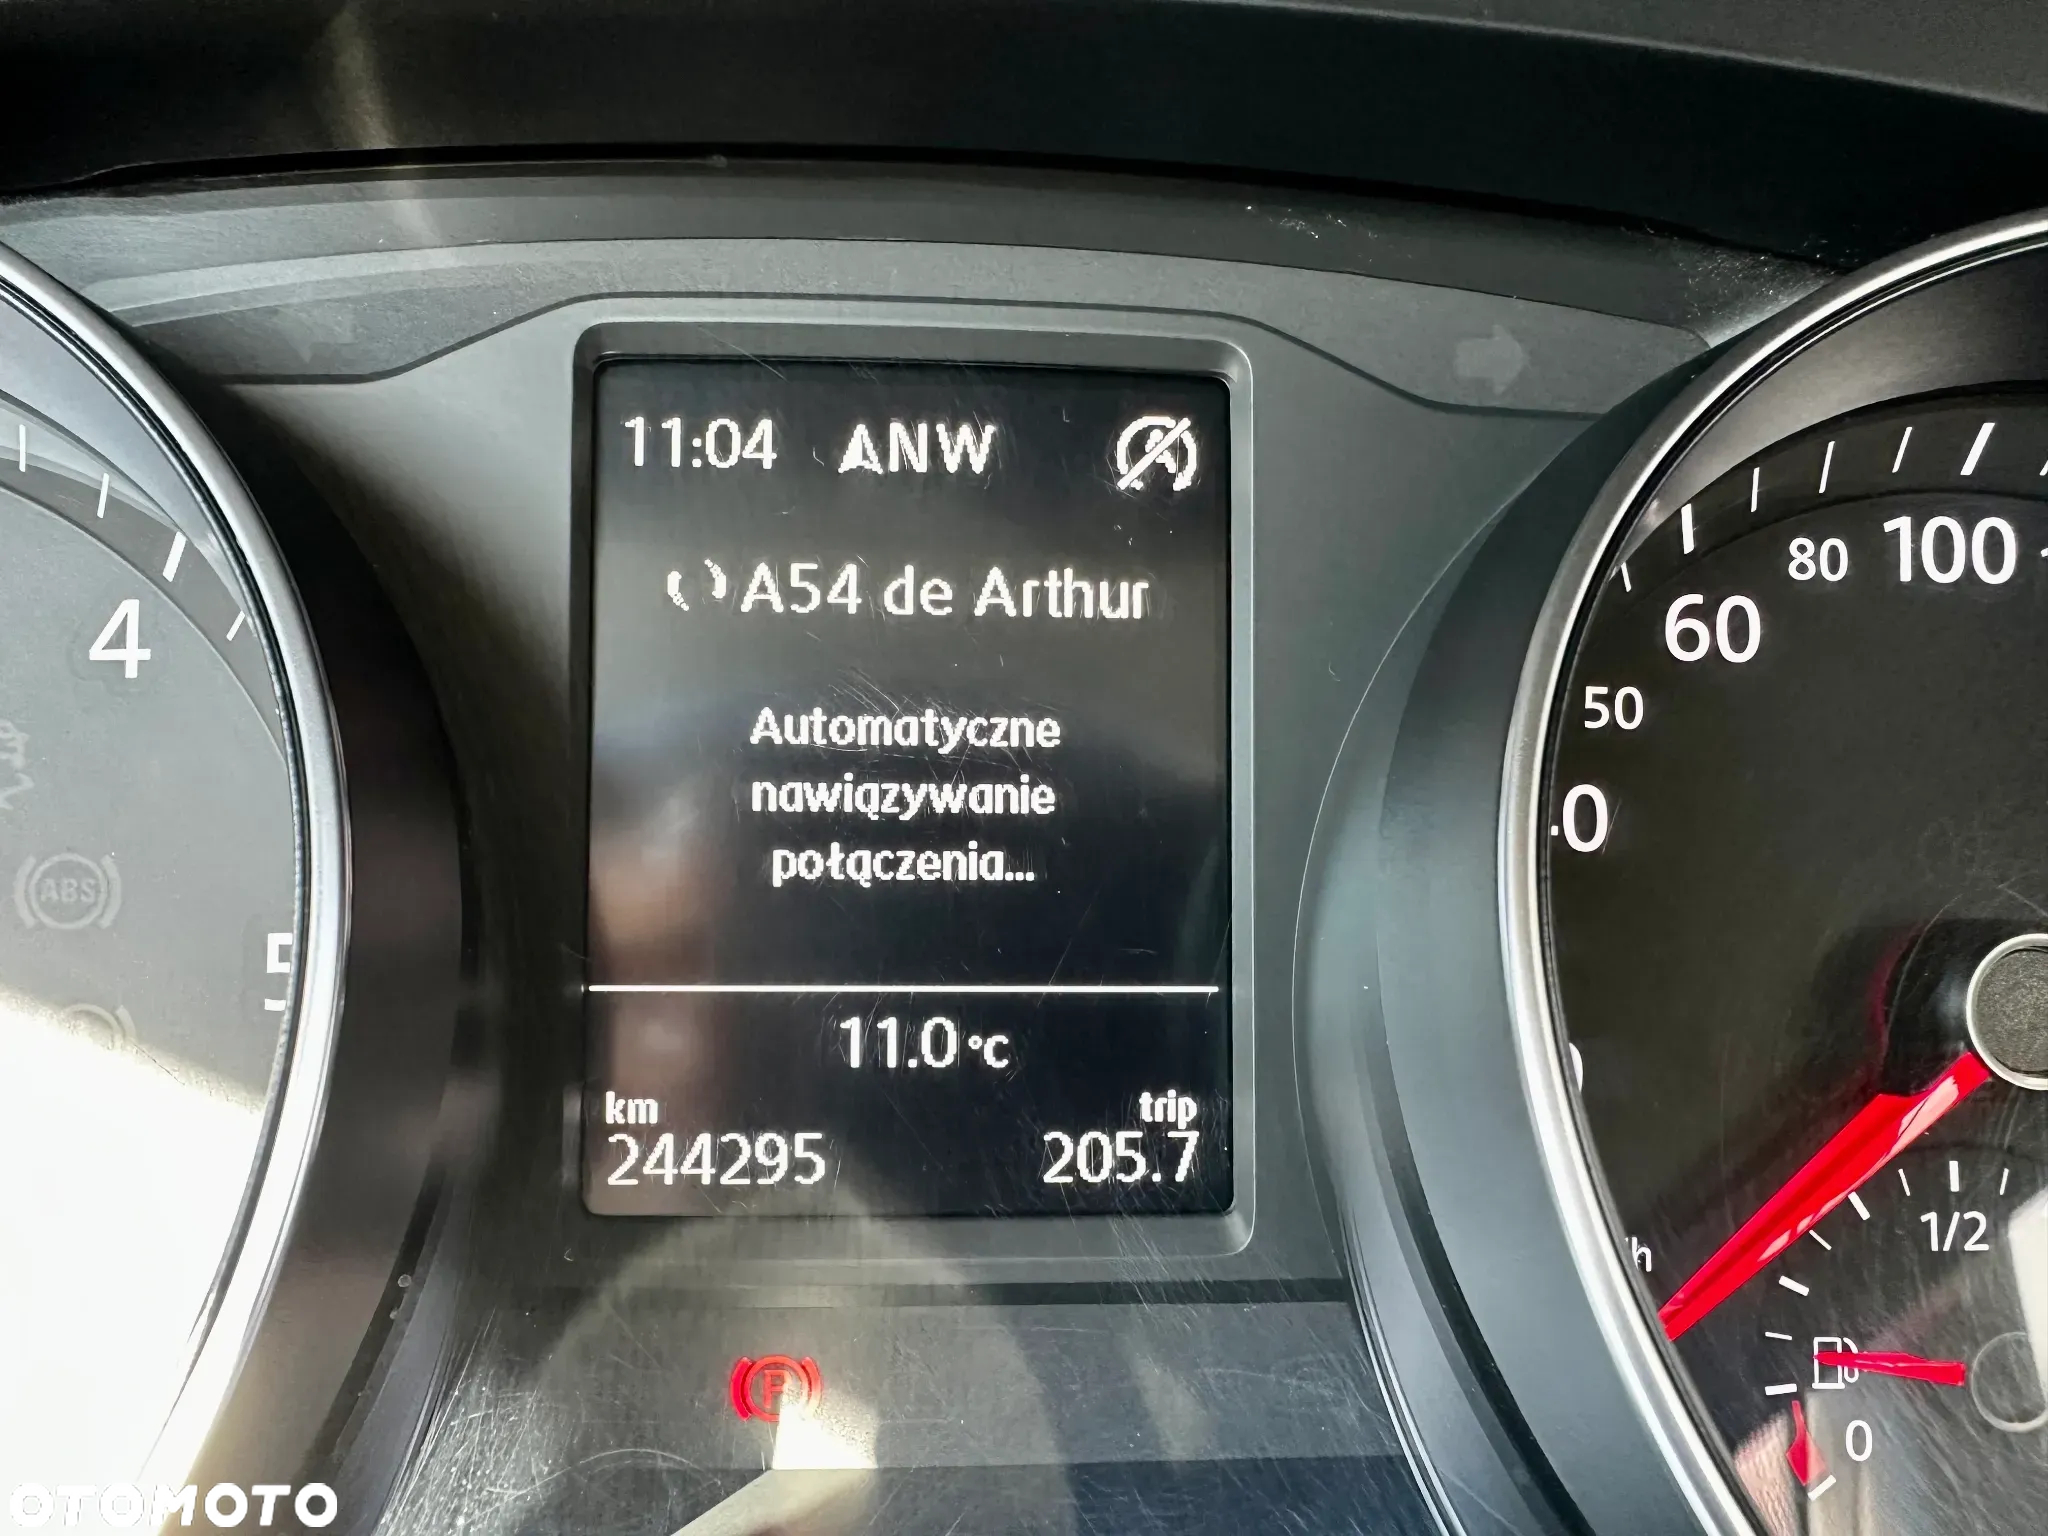 11:04 NW
A54 de Arthur
Automatyczne
nawiązywanie
połączenia...
11.0 °C
km trip
244295 205.7
4
5
ABS
P
100
80
60
50
1/2
0
OTOMOTO